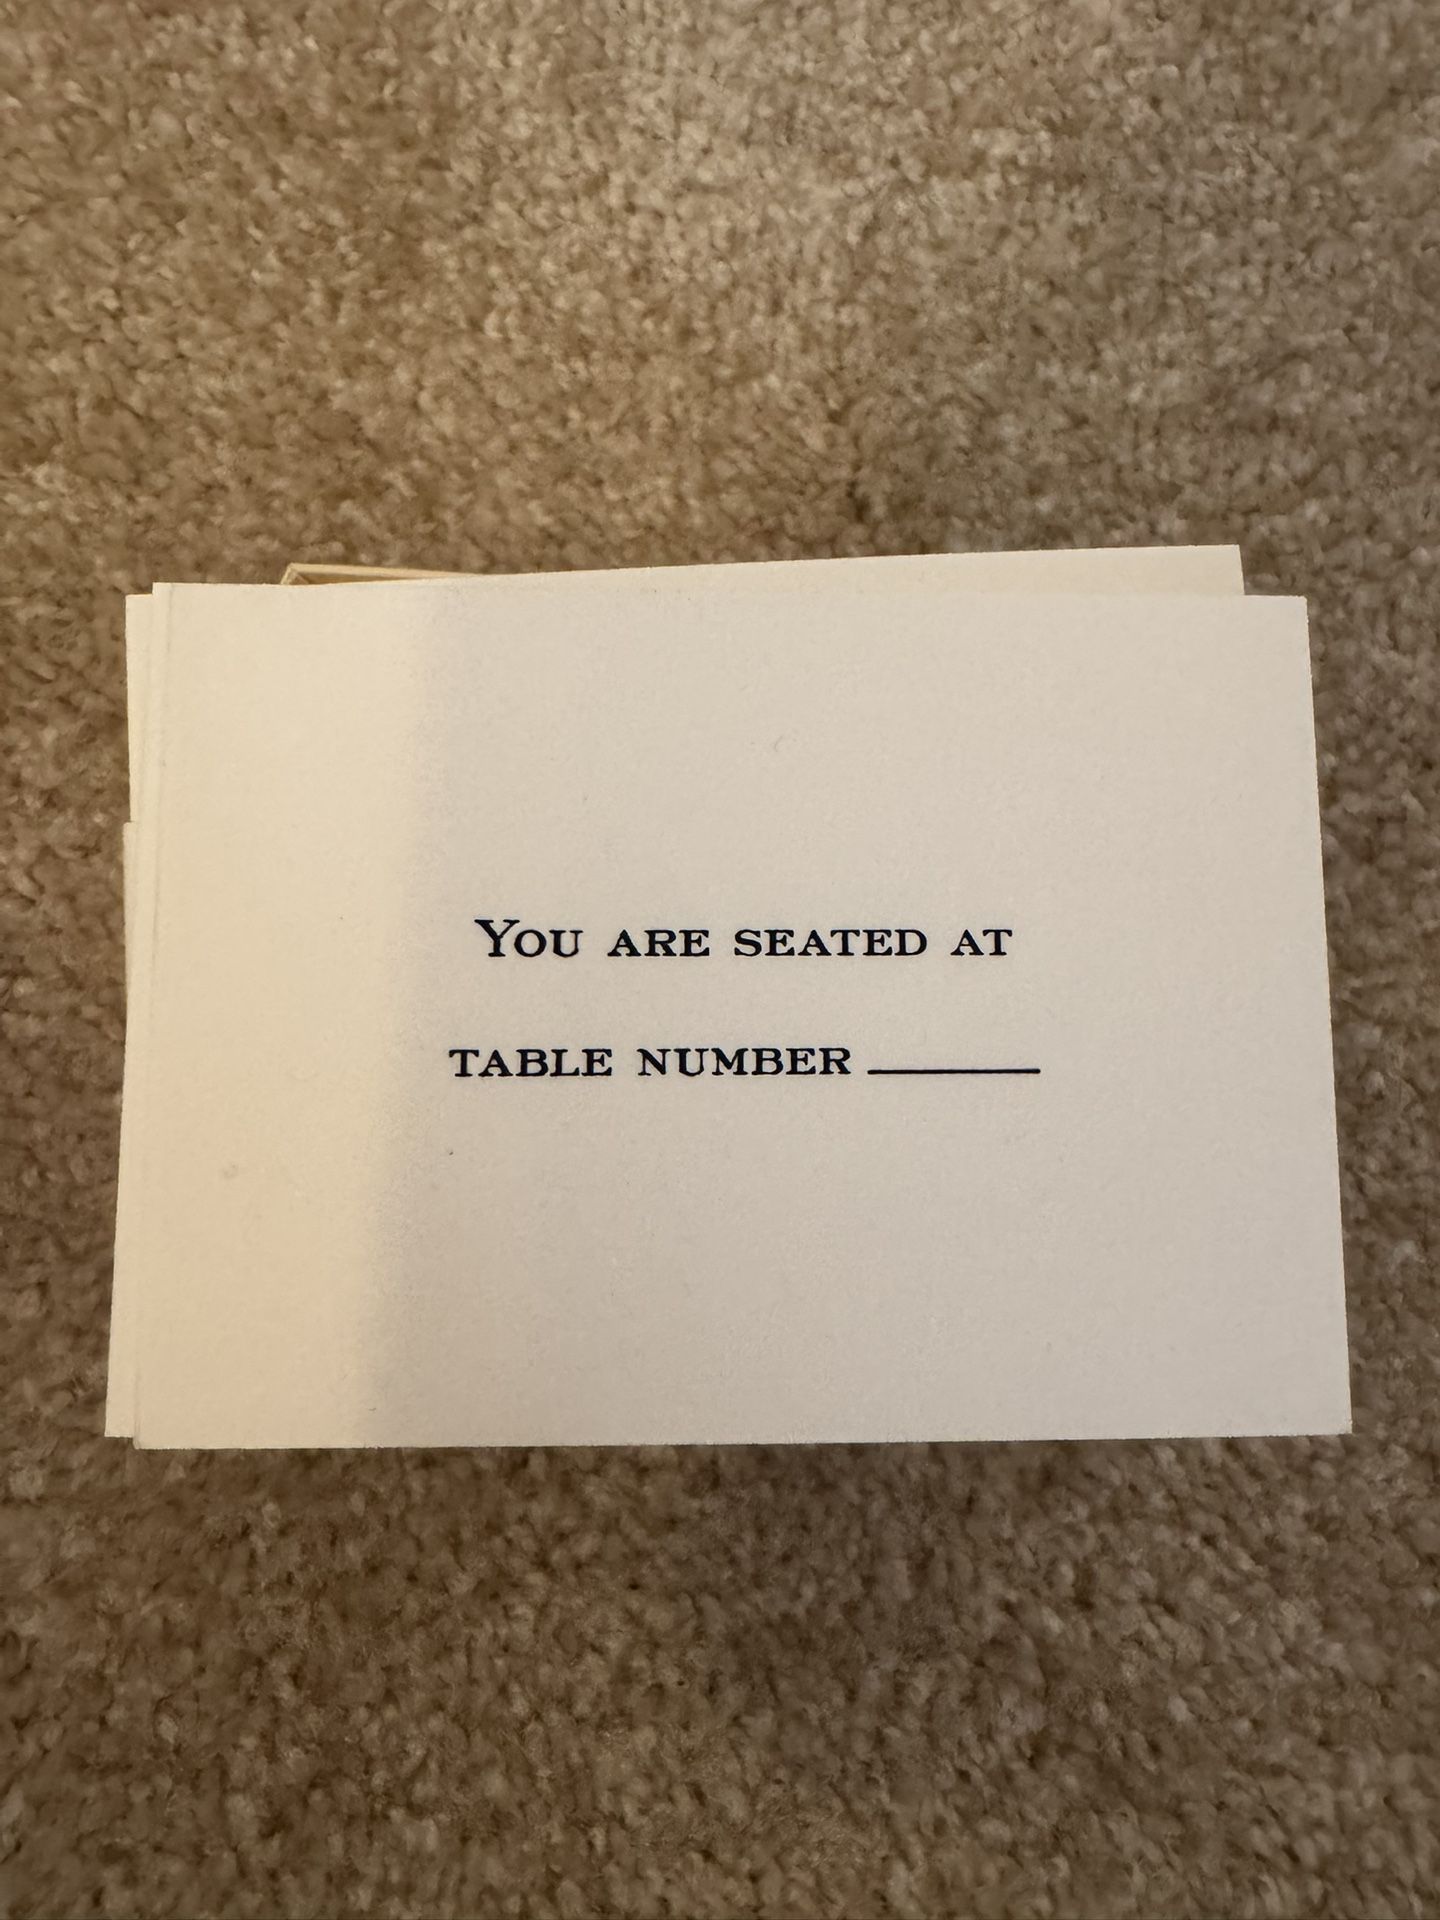 You are seated at
table number ______